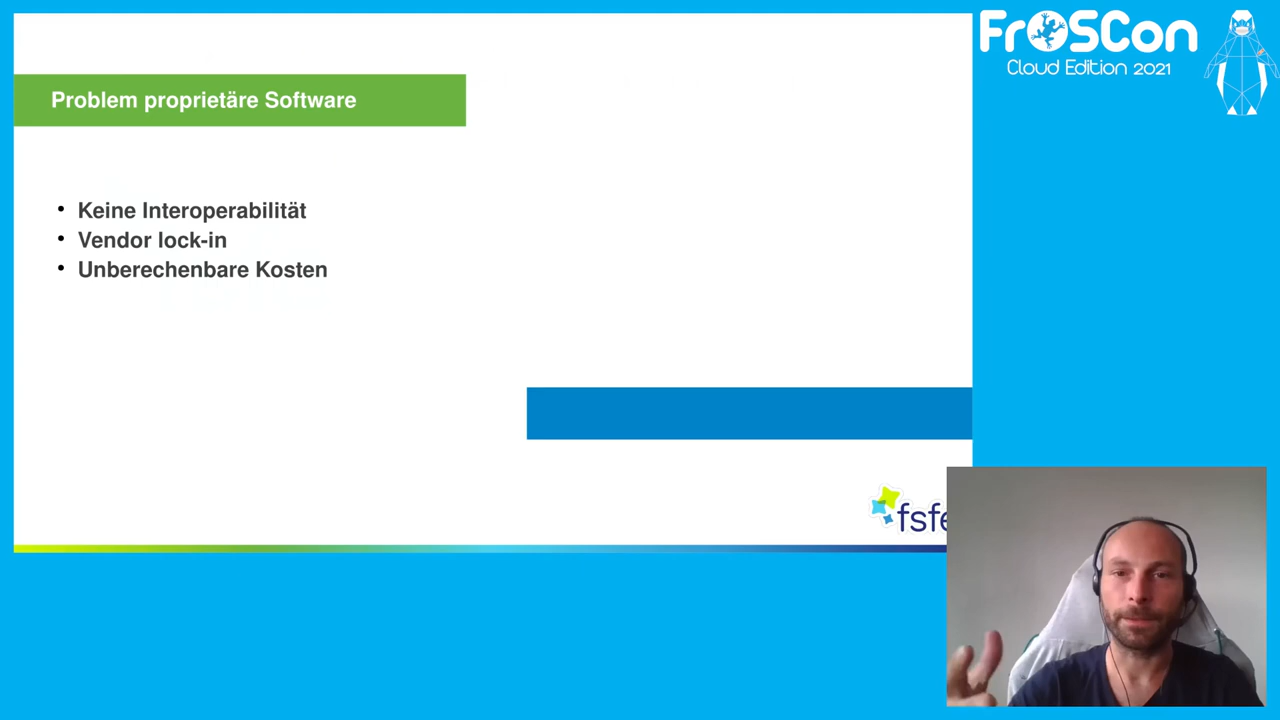 FrOSCon
Cloud Edition 2021
Problem proprietäre Software
• Keine Interoperabilität
• Vendor lock-in
• Unberechenbare Kosten
fsfe